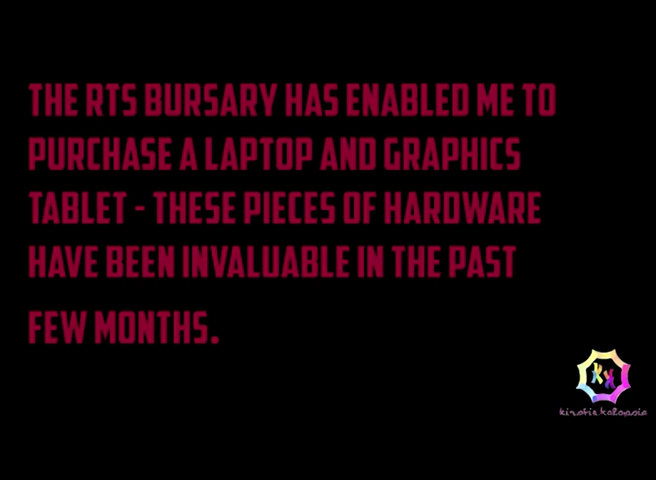 THE RTS BURSARY HAS ENABLED ME TO
PURCHASE A LAPTOP AND GRAPHICS
TABLET - THESE PIECES OF HARDWARE
HAVE BEEN INVALUABLE IN THE PAST
FEW MONTHS.